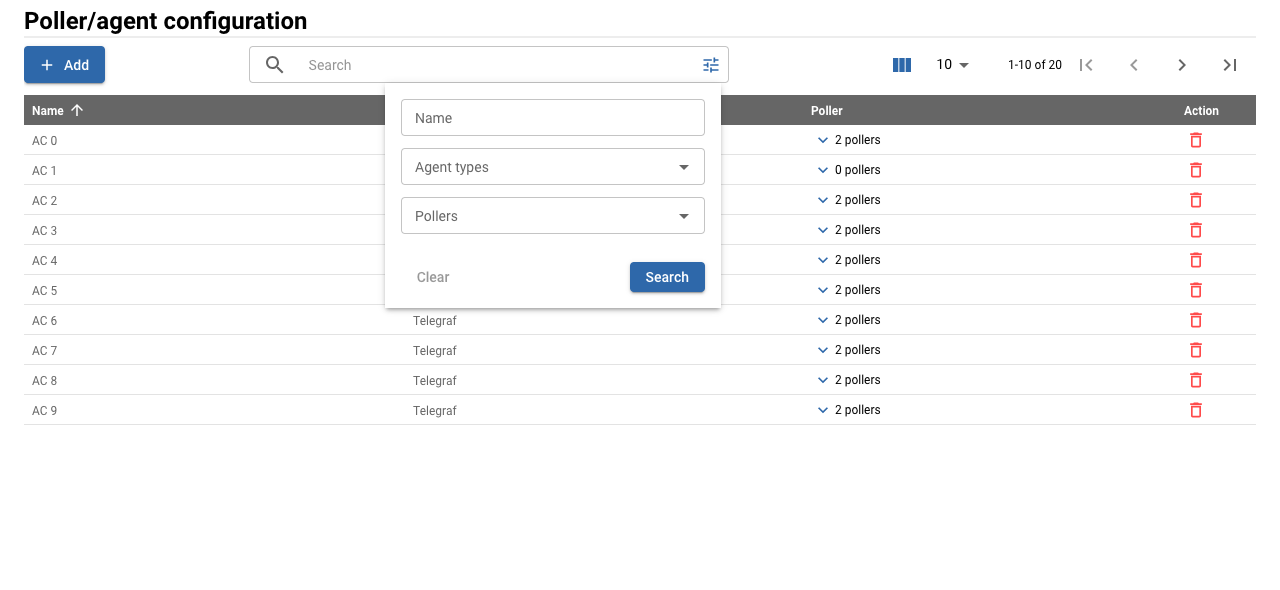 Poller/agent configuration
Add
Search
10
1-10 of 20
Name Poller Action
Name
Agent types
Pollers
Clear Search
AC 0 2 pollers
AC 1 0 pollers
AC 2 2 pollers
AC 3 2 pollers
AC 4 2 pollers
AC 5 2 pollers
AC 6 Telegraf 2 pollers
AC 7 Telegraf 2 pollers
AC 8 Telegraf 2 pollers
AC 9 Telegraf 2 pollers